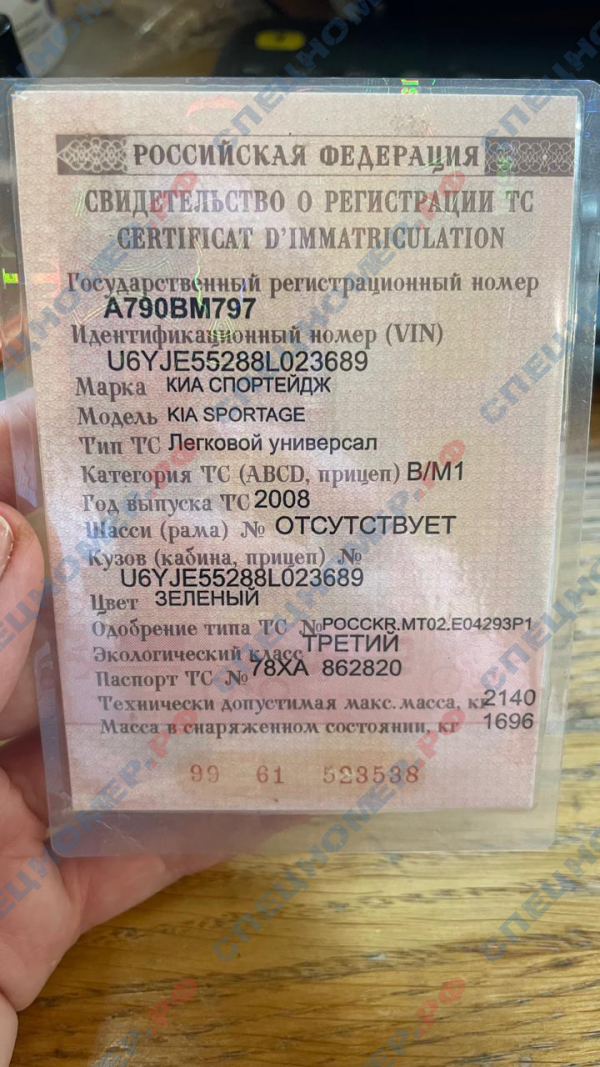 РОССИЙСКАЯ ФЕДЕРАЦИЯ
СВИДЕТЕЛЬСТВО О РЕГИСТРАЦИИ ТС
CERTIFICAT D'IMMATRICULATION
Государственный регистрационный номер
А790ВМ797
Идентификационный номер (VIN)
U6YJE55288L023689
Марка КИА СПОРТЕЙДЖ
Модель KIA SPORTAGE
Тип ТС Легковой универсал
Категория ТС (ABCD, прицеп) B/M1
Год выпуска ТС 2008
Шасси (рама) № ОТСУТСТВУЕТ
Кузов (кабина, прицеп) №
U6YJE55288L023689
Цвет ЗЕЛЕНЫЙ
Одобрение типа ТС №РОССKR.MT02.E04293P1
Экологический класс ТРЕТИЙ
Паспорт ТС № 78ХА 862820
Технически допустимая макс. масса, кг 2140
Масса в снаряженном состоянии, кг 1696
99 61 523538
СПЕЦНОМЕР.РФ